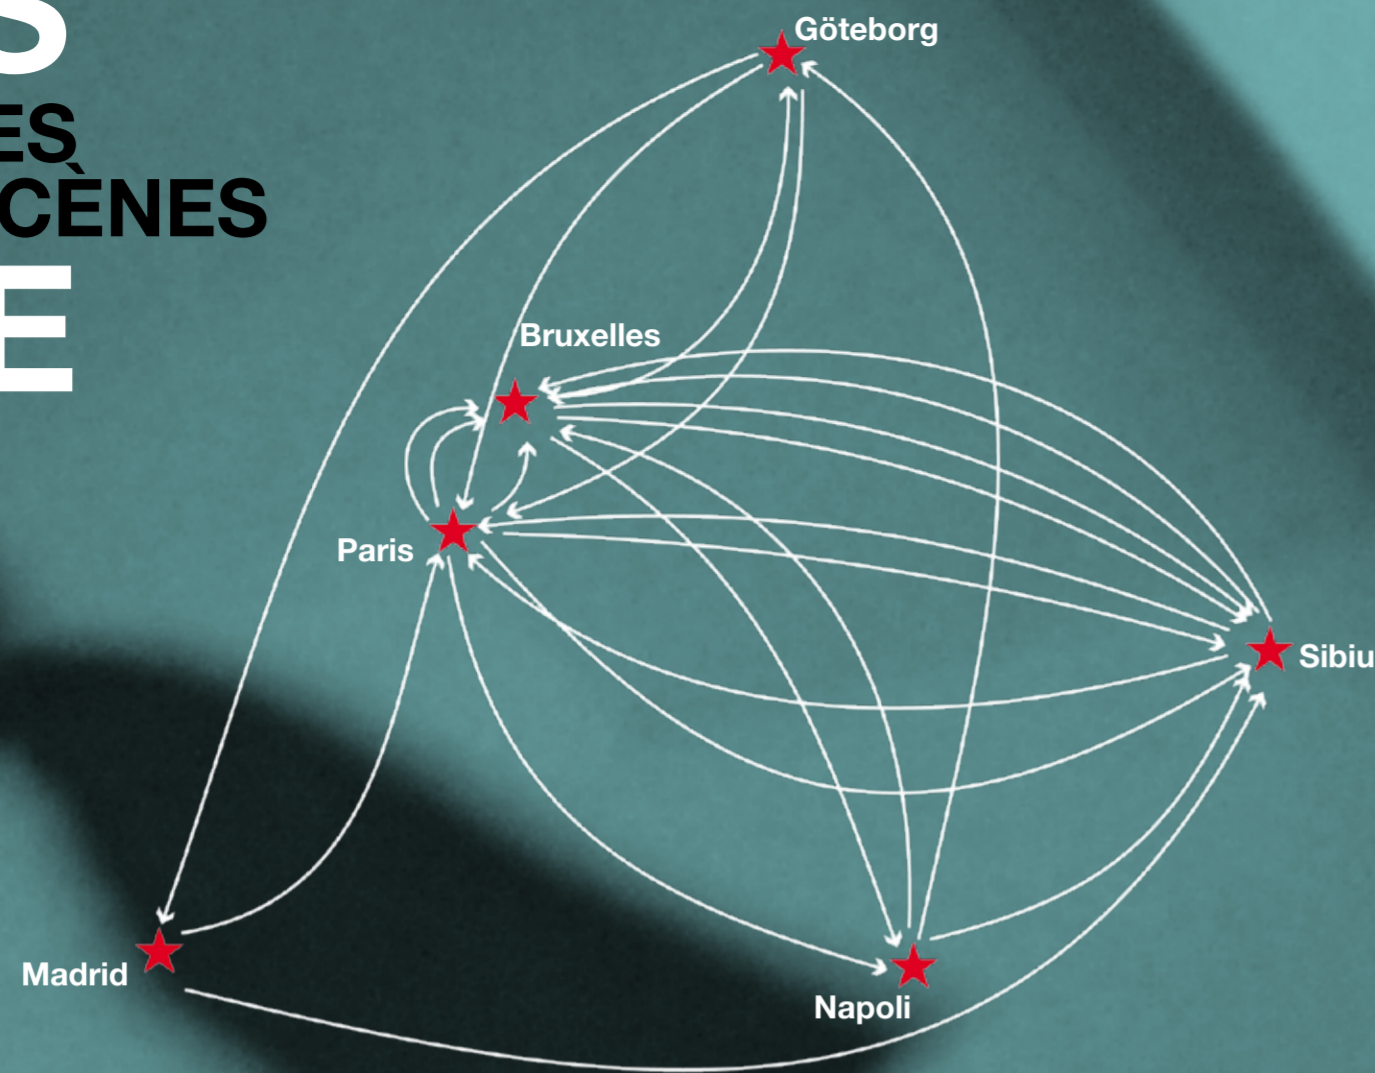 S
ES
CÈNES
E
Göteborg
Bruxelles
Paris
Sibiu
Madrid
Napoli